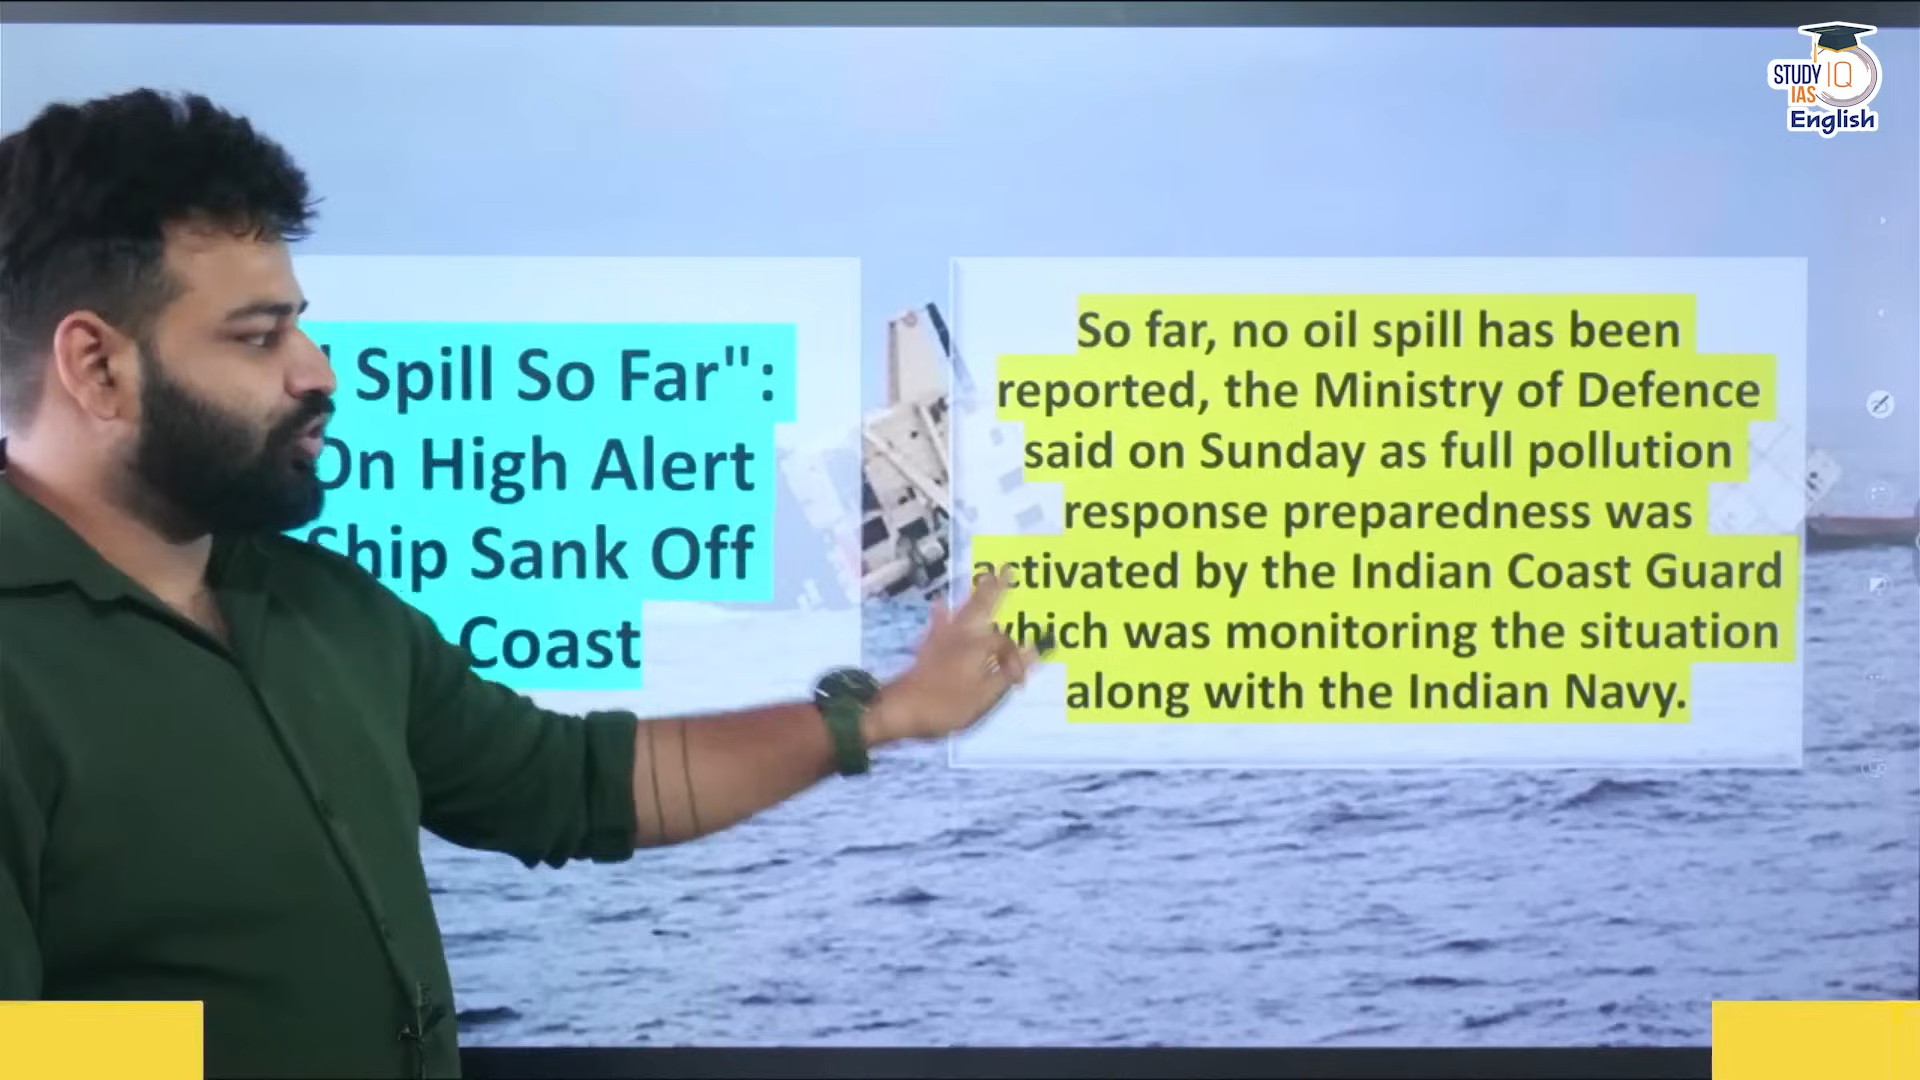 STUDY IQ
IAS
English
Spill So Far":
On High Alert
Ship Sank Off
Coast
So far, no oil spill has been
reported, the Ministry of Defence
said on Sunday as full pollution
response preparedness was
activated by the Indian Coast Guard
which was monitoring the situation
along with the Indian Navy.